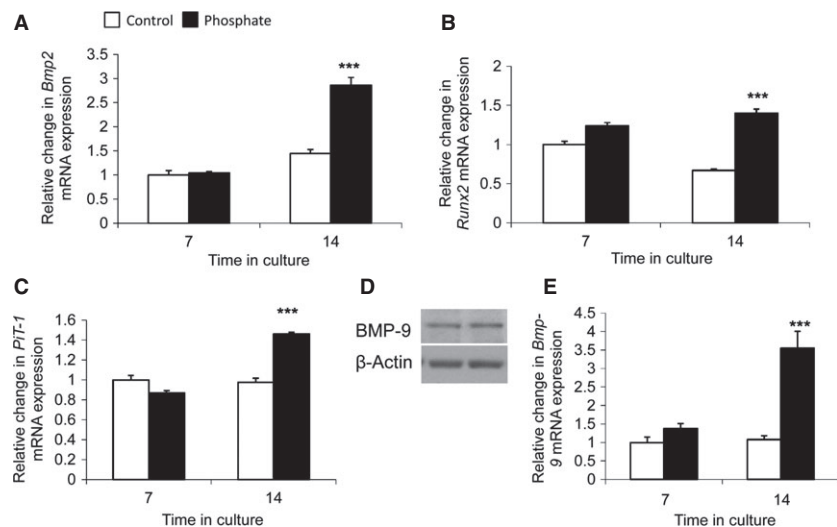 A
Control
Phosphate
Relative change in Bmp2
mRNA expression
3.5
3
2.5
2
1.5
1
0.5
0
***
7
14
Time in culture
B
Relative change in
Runx2 mRNA expression
2
1.5
1
0.5
0
***
7
14
Time in culture
C
Relative change in PiT-1
mRNA expression
1.6
1.4
1.2
1
0.8
0.6
0.4
0.2
0
***
7
14
Time in culture
D
BMP-9
β-Actin
E
Relative change in Bmp-
9 mRNA expression
4.5
4
3.5
3
2.5
2
1.5
1
0.5
0
***
7
14
Time in culture